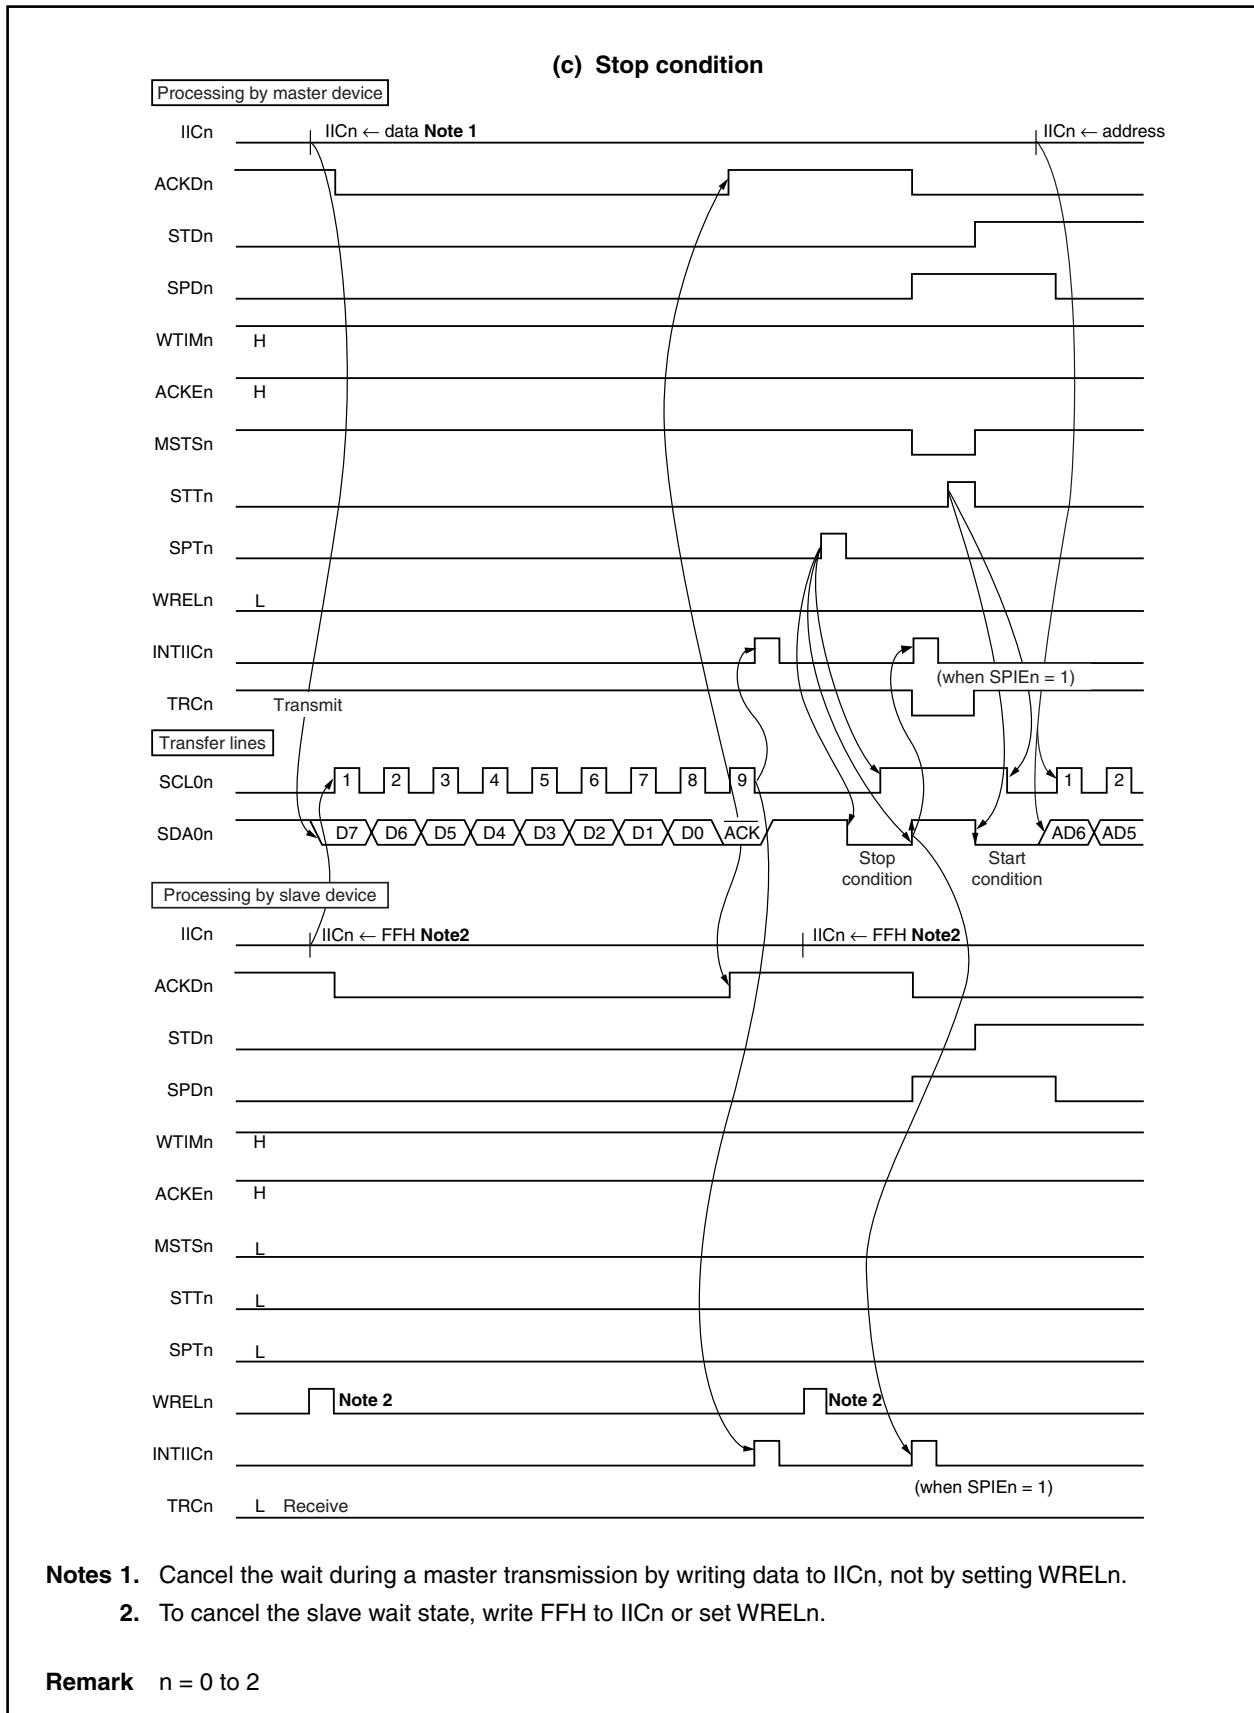 (c) Stop condition
Processing by master device
IICn
IICn ← data Note 1
IICn ← address
ACKDn
STDn
SPDn
WTIMn H
ACKEn H
MSTSn
STTn
SPTn
WRELn L
INTIICn
(when SPIEn = 1)
TRCn Transmit
Transfer lines
SCL0n 1 2 3 4 5 6 7 8 9 1 2
SDA0n D7 D6 D5 D4 D3 D2 D1 D0 ACK AD6 AD5
Stop
condition
Start
condition
Processing by slave device
IICn
IICn ← FFH Note2
IICn ← FFH Note2
ACKDn
STDn
SPDn
WTIMn H
ACKEn H
MSTSn L
STTn L
SPTn L
WRELn Note 2 Note 2
INTIICn
(when SPIEn = 1)
TRCn L Receive
Notes 1. Cancel the wait during a master transmission by writing data to IICn, not by setting WRELn.
2. To cancel the slave wait state, write FFH to IICn or set WRELn.
Remark n = 0 to 2